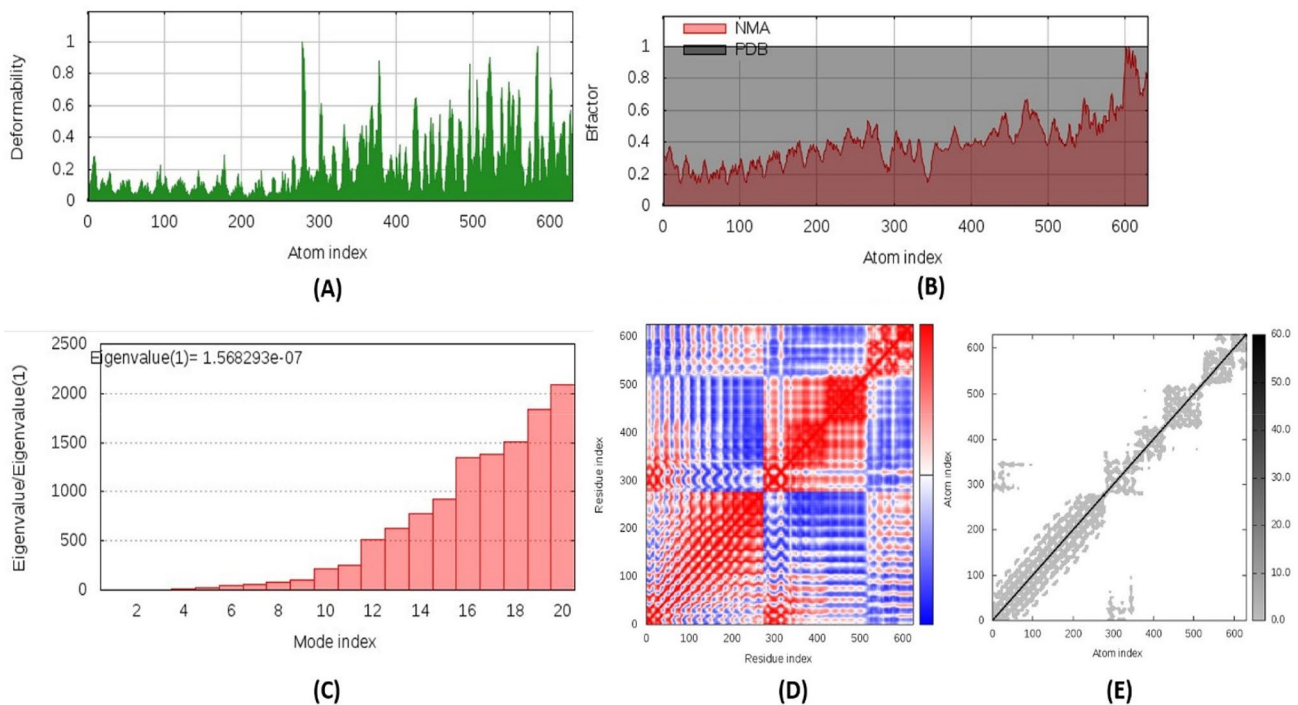 Deformability
1
0.8
0.6
0.4
0.2
0
0 100 200 300 400 500 600
Atom index
(A)
NMA
PDB
Bfactor
1
0.8
0.6
0.4
0.2
0
0 100 200 300 400 500 600
Atom index
(B)
Eigenvalue(1)= 1.568293e-07
Eigenvalue/Eigenvalue(1)
2500
2000
1500
1000
500
0
2 4 6 8 10 12 14 16 18 20
Mode index
(C)
Residue index
600
500
400
300
200
100
0
0 100 200 300 400 500 600
Residue index
(D)
Atom index
600
500
400
300
200
100
0
0 100 200 300 400 500 600
Atom index
60.0
50.0
40.0
30.0
20.0
10.0
0.0
(E)